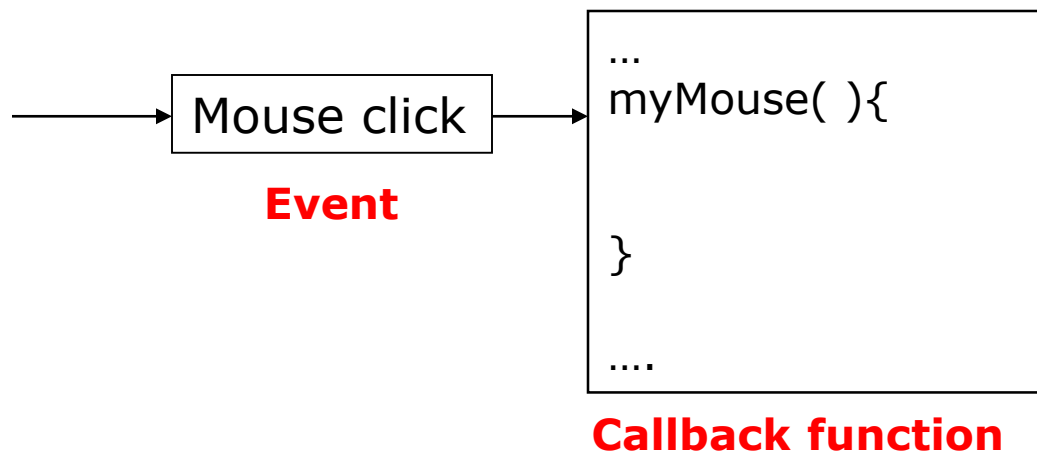 Mouse click
Event
...
myMouse( ){
}
....
Callback function